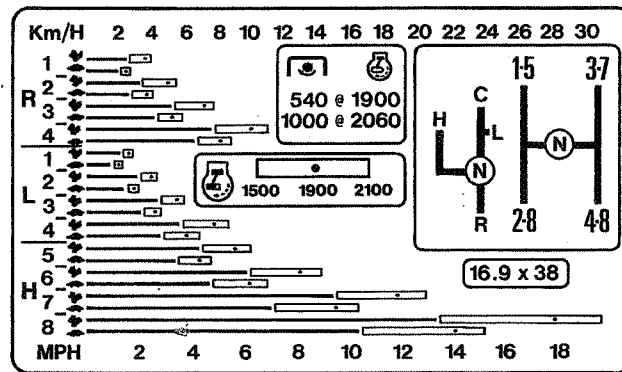 Km/H 2 4 6 8 10 12 14 16 18 20 22 24 26 28 30
R
1
2
3
4
L
1
2
3
4
H
5
6
7
8
MPH 2 4 6 8 10 12 14 16 18
540 @ 1900
1000 @ 2060
1500 1900 2100
1·5 3·7
C
H
L
N
N
R
2·8 4·8
16.9 x 38